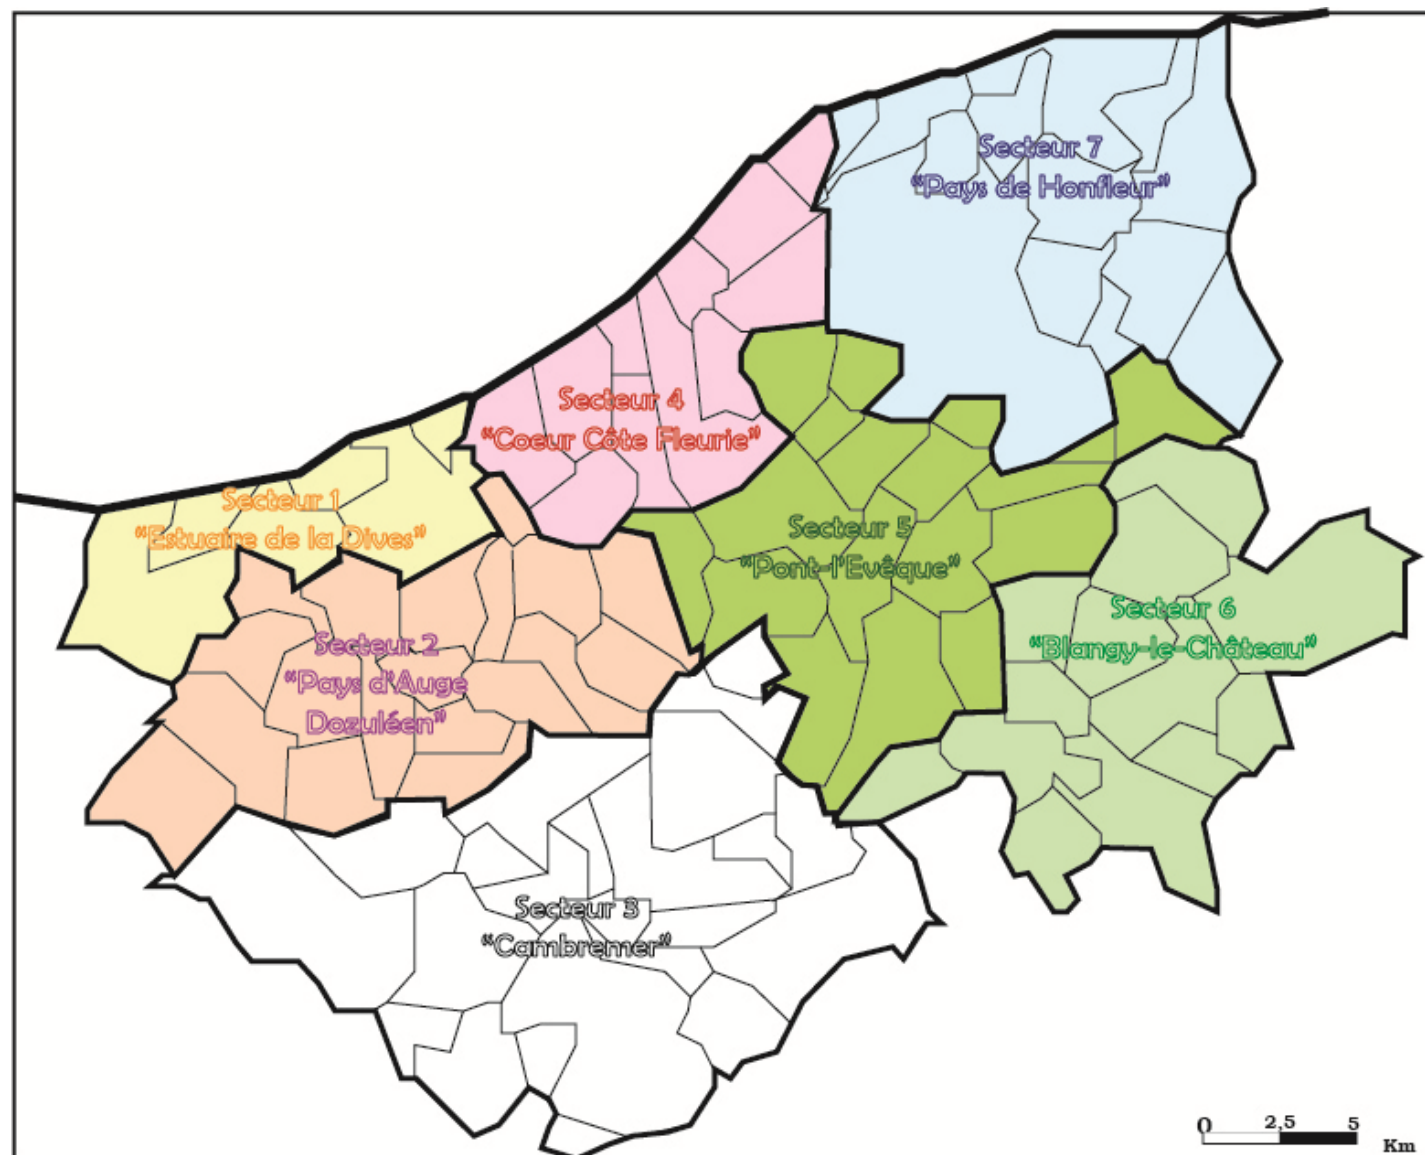 Secteur 7
“Pays de Honfleur”
Secteur 4
“Coeur Côte Fleurie”
Secteur 1
“Estuaire de la Dives”
Secteur 5
“Pont-l'Evêque”
Secteur 6
“Blangy-le-Château”
Secteur 2
“Pays d'Auge
Dozuléen”
Secteur 3
“Cambremer”
0 2,5 5
Km